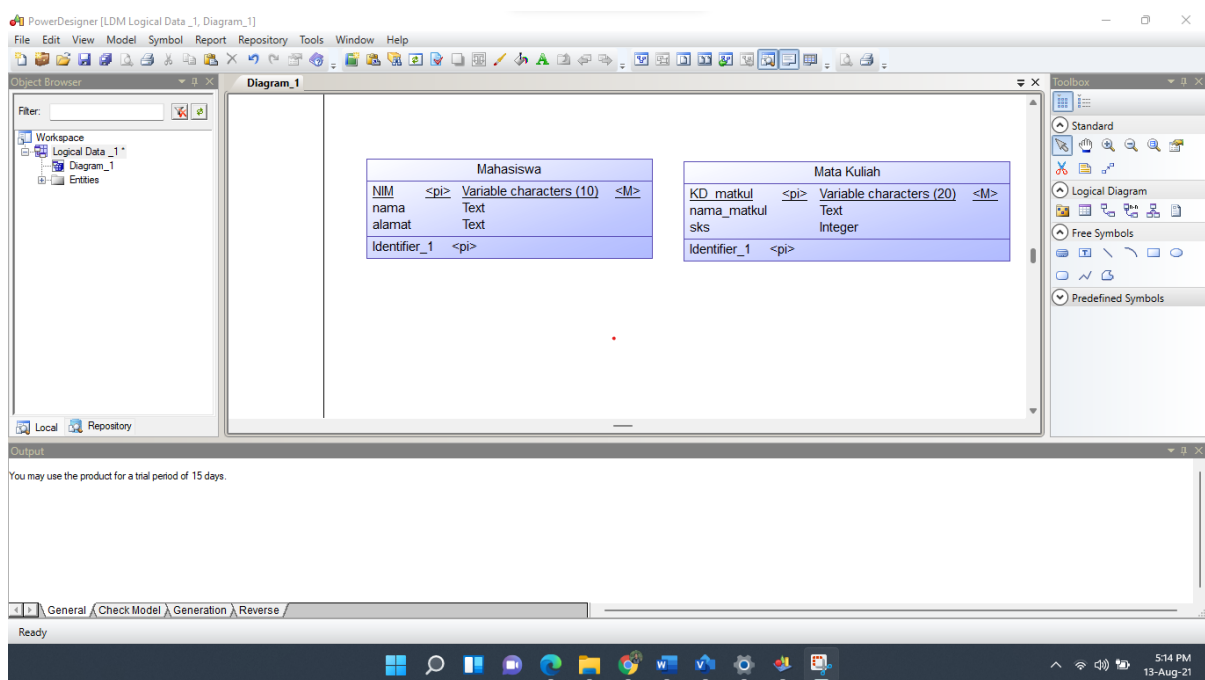 PowerDesigner [LDM Logical Data _1, Diagram_1]
File Edit View Model Symbol Report Repository Tools Window Help
Object Browser
Diagram_1
Toolbox
Filter:
Workspace
Logical Data _1 *
Diagram_1
Entities
Local Repository
Mahasiswa
NIM <pi> Variable characters (10) <M>
nama Text
alamat Text
Identifier_1 <pi>
Mata Kuliah
KD_matkul <pi> Variable characters (20) <M>
nama_matkul Text
sks Integer
Identifier_1 <pi>
Standard
Logical Diagram
Free Symbols
Predefined Symbols
Output
You may use the product for a trial period of 15 days.
General Check Model Generation Reverse
Ready
5:14 PM
13-Aug-21